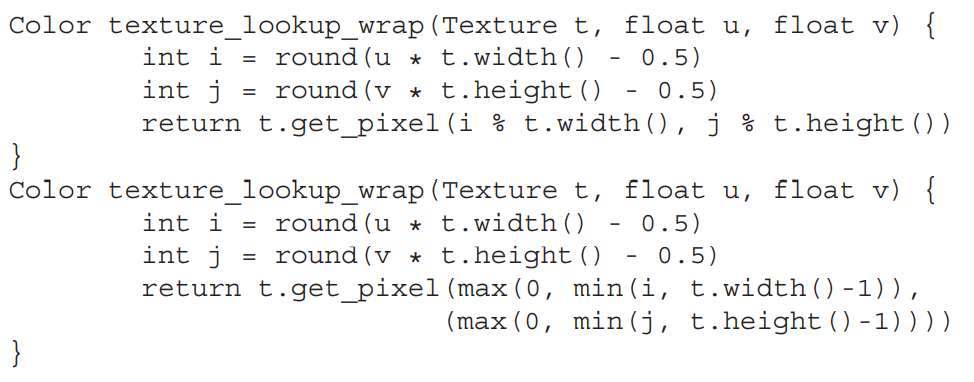 Color texture_lookup_wrap(Texture t, float u, float v) {
int i = round(u * t.width() - 0.5)
int j = round(v * t.height() - 0.5)
return t.get_pixel(i % t.width(), j % t.height())
}
Color texture_lookup_wrap(Texture t, float u, float v) {
int i = round(u * t.width() - 0.5)
int j = round(v * t.height() - 0.5)
return t.get_pixel(max(0, min(i, t.width()-1)),
(max(0, min(j, t.height()-1))))
}